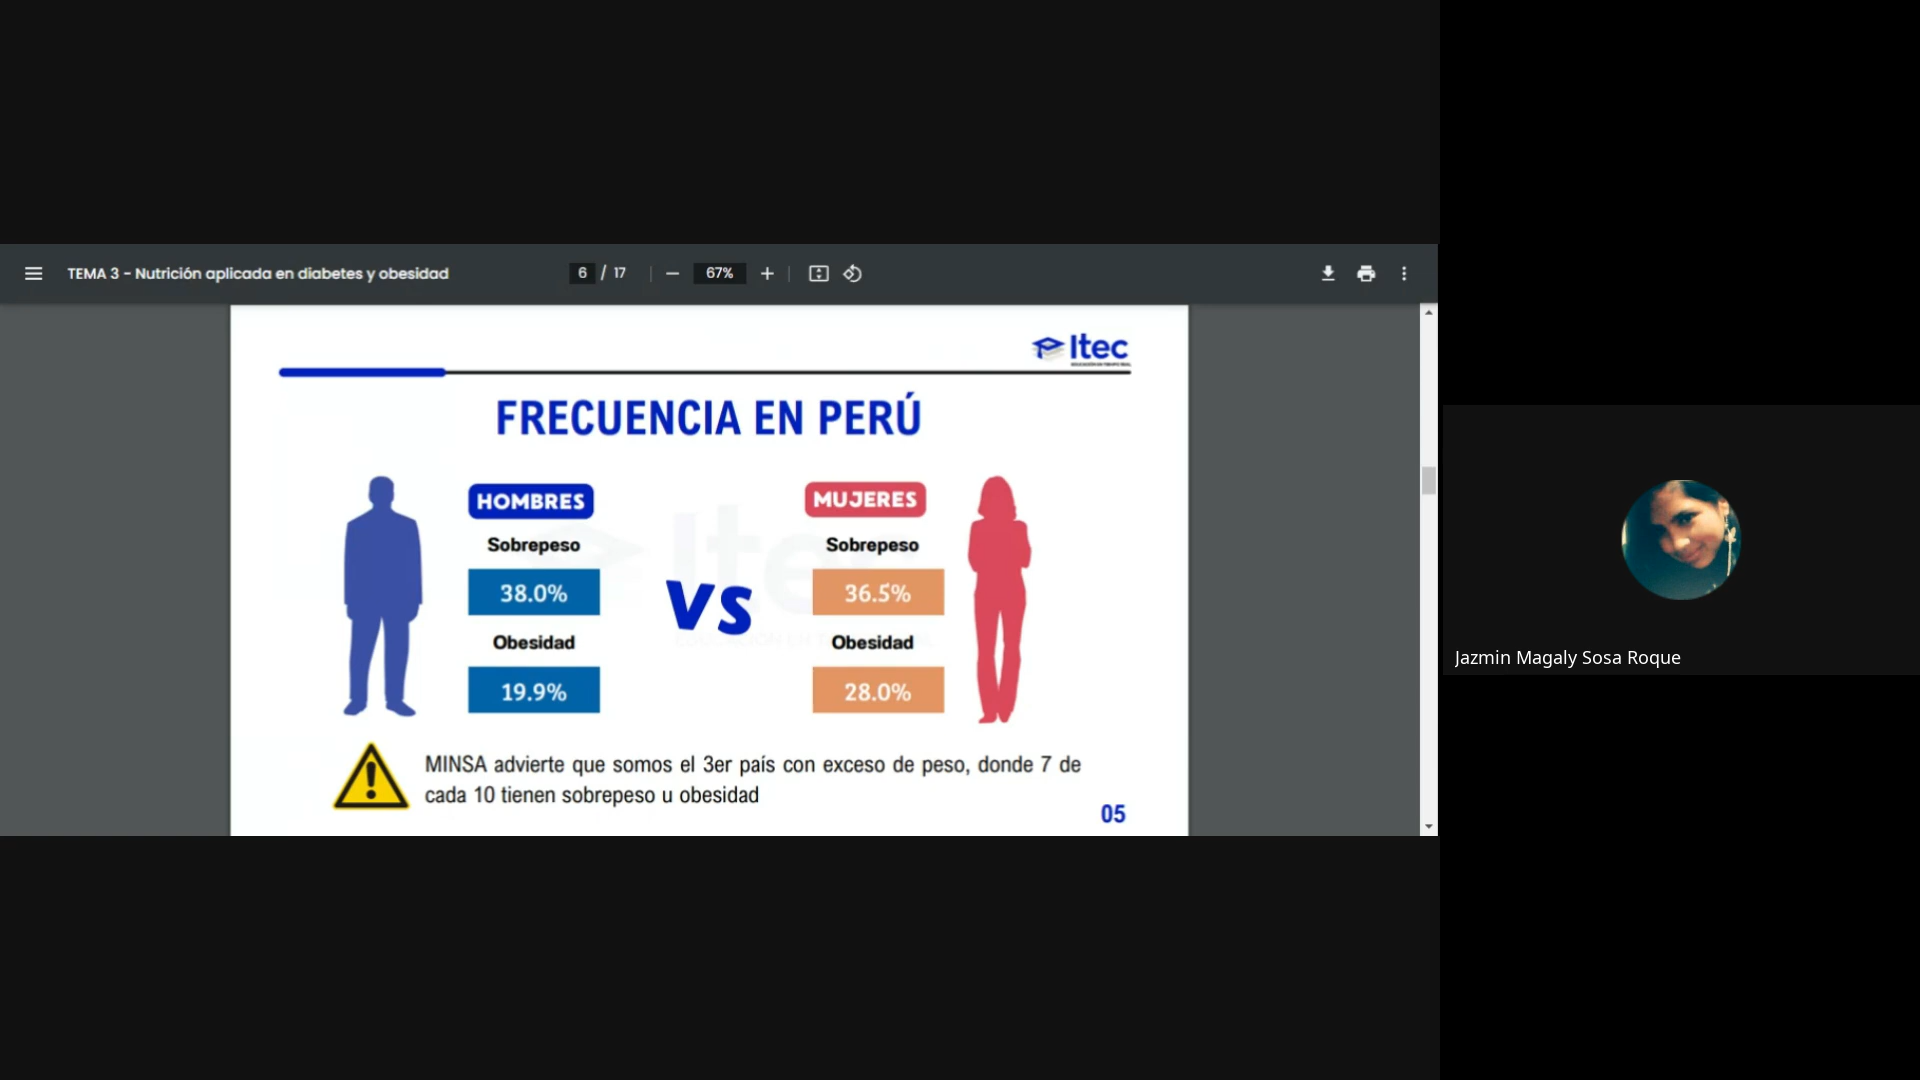 TEMA 3 - Nutrición aplicada en diabetes y obesidad
6 / 17
67%
Itec
FRECUENCIA EN PERÚ
HOMBRES
Sobrepeso
38.0%
Obesidad
19.9%
VS
MUJERES
Sobrepeso
36.5%
Obesidad
28.0%
MINSA advierte que somos el 3er país con exceso de peso, donde 7 de
cada 10 tienen sobrepeso u obesidad
05
Jazmin Magaly Sosa Roque